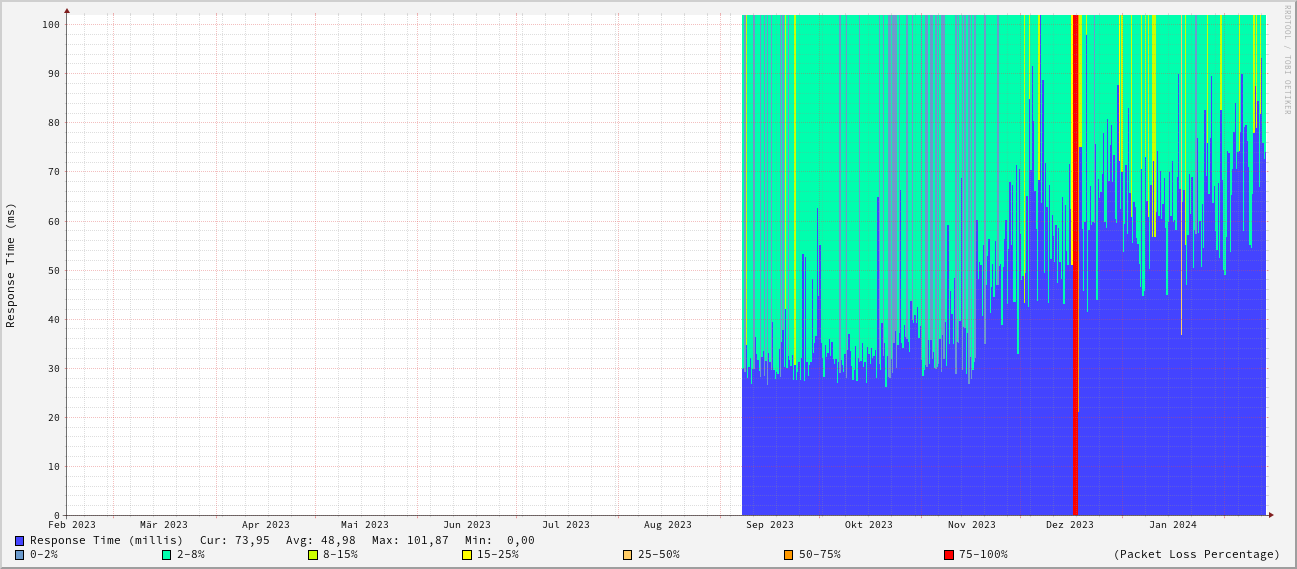 RRDTOOL / TOBI OETIKER
Response Time (ms)
100
90
80
70
60
50
40
30
20
10
0
Feb 2023 Mär 2023 Apr 2023 Mai 2023 Jun 2023 Jul 2023 Aug 2023 Sep 2023 Okt 2023 Nov 2023 Dez 2023 Jan 2024
Response Time (millis) Cur: 73,95 Avg: 48,98 Max: 101,87 Min: 0,00
0-2% 2-8% 8-15% 15-25% 25-50% 50-75% 75-100% (Packet Loss Percentage)